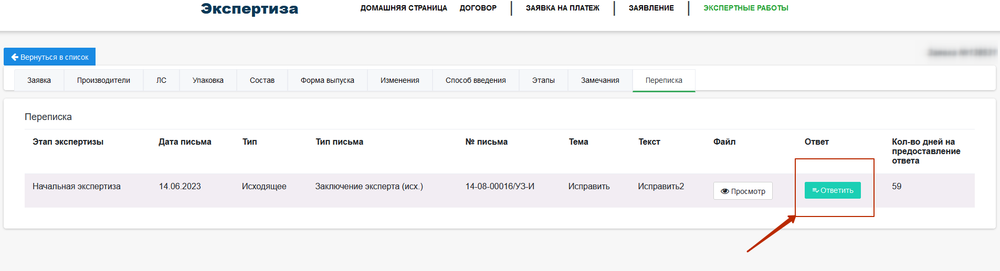 Экспертиза
ДОМАШНЯЯ СТРАНИЦА ДОГОВОР ЗАЯВКА НА ПЛАТЕЖ ЗАЯВЛЕНИЕ ЭКСПЕРТНЫЕ РАБОТЫ
Вернуться в список
Заявка Производители ЛС Упаковка Состав Форма выпуска Изменения Способ введения Этапы Замечания Переписка
Переписка
Этап экспертизы Дата письма Тип Тип письма № письма Тема Текст Файл Ответ Кол-во дней на
предоставление
ответа
Начальная экспертиза 14.06.2023 Исходящее Заключение эксперта (исх.) 14-08-00016/УЗ-И Исправить Исправить2 Просмотр Ответить 59